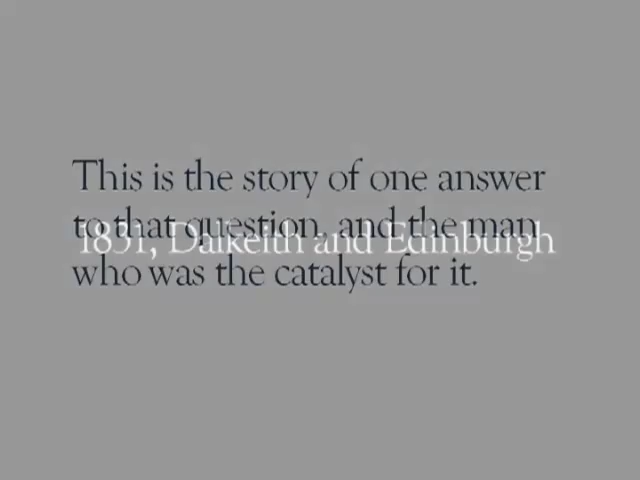 This is the story of one answer
to that question, and the man
1831, Dalkeith and Edinburgh
who was the catalyst for it.